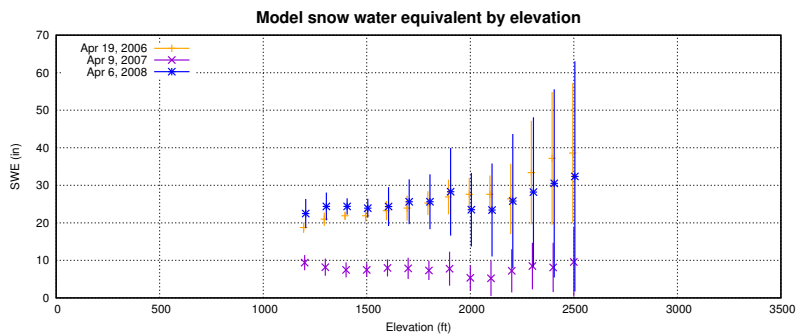 Model snow water equivalent by elevation
70
60
50
40
30
20
10
0
SWE (in)
Apr 19, 2006
Apr 9, 2007
Apr 6, 2008
0 500 1000 1500 2000 2500 3000 3500
Elevation (ft)